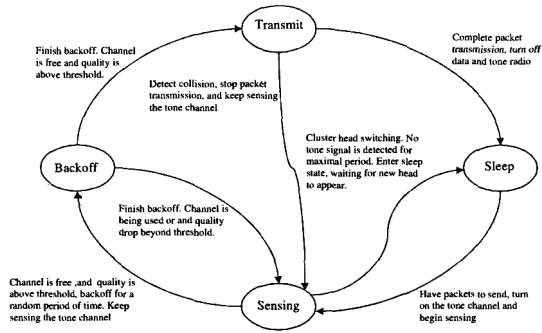 Transmit
Finish backoff. Channel
is free and quality is
above threshold.
Complete packet
transmission, turn off
data and tone radio
Detect collision, stop packet
transmission, and keep sensing
the tone channel
Cluster head switching. No
tone signal is detected for
maximal period. Enter sleep
state, waiting for new head
to appear.
Backoff
Sleep
Finish backoff. Channel is
being used or and quality
drop beyond threshold.
Channel is free ,and quality is
above threshold, backoff for a
random period of time. Keep
sensing the tone channel
Sensing
Have packets to send, turn
on the tone channel and
begin sensing